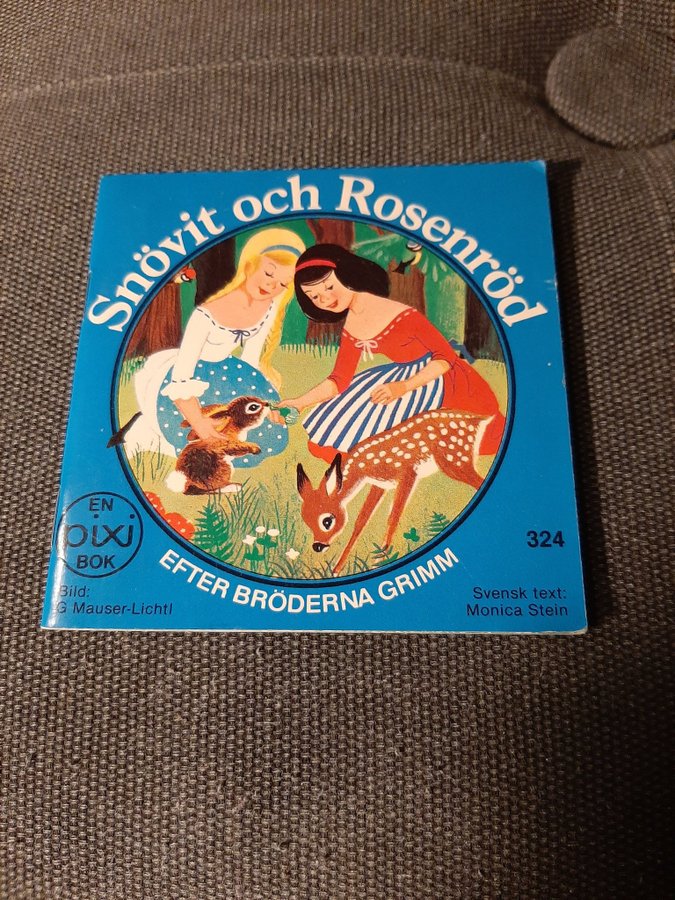 Snövit och Rosenröd
EN
pixi
BOK
324
EFTER BRÖDERNA GRIMM
Bild:
G Mauser-Lichtl
Svensk text:
Monica Stein